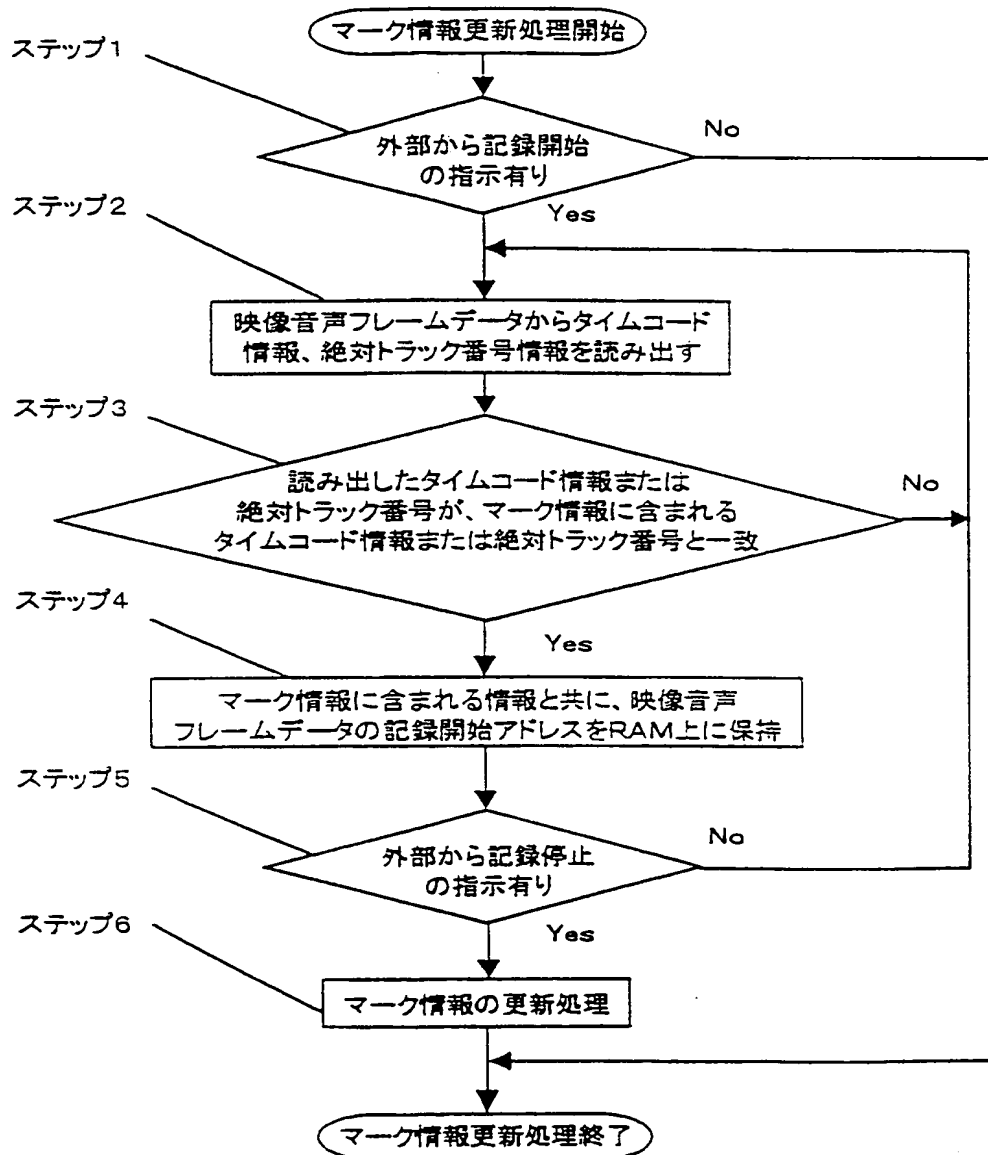 マーク情報更新処理開始
ステップ1
外部から記録開始
の指示有り
No
Yes
ステップ2
映像音声フレームデータからタイムコード
情報、絶対トラック番号情報を読み出す
ステップ3
読み出したタイムコード情報または
絶対トラック番号が、マーク情報に含まれる
タイムコード情報または絶対トラック番号と一致
No
Yes
ステップ4
マーク情報に含まれる情報と共に、映像音声
フレームデータの記録開始アドレスをRAM上に保持
ステップ5
外部から記録停止
の指示有り
No
Yes
ステップ6
マーク情報の更新処理
マーク情報更新処理終了